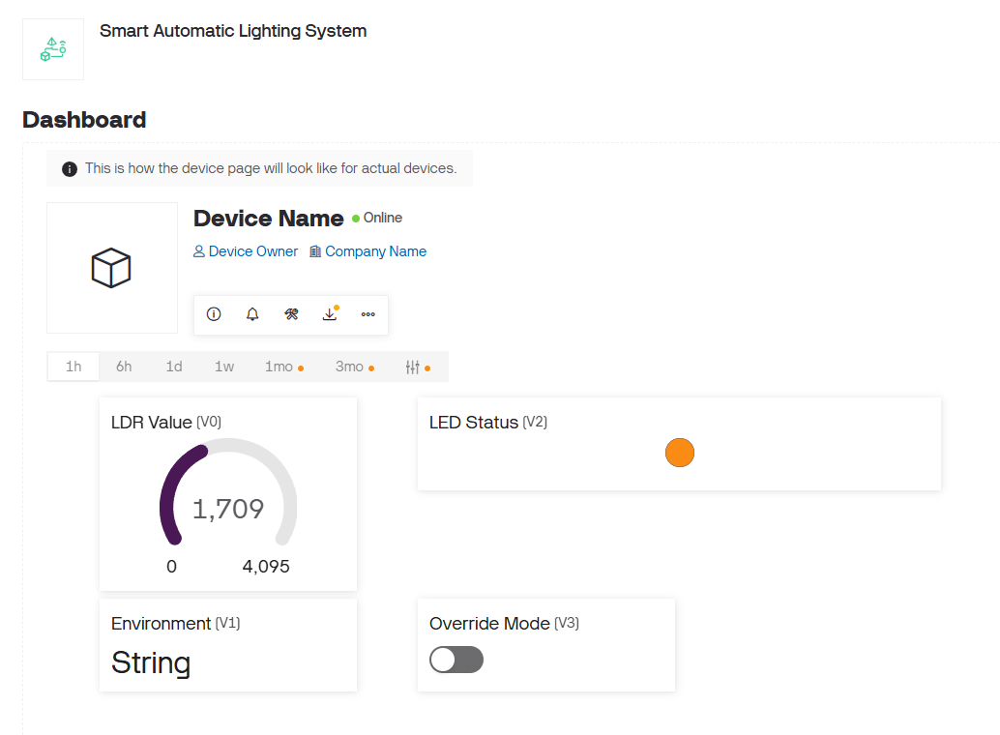 Smart Automatic Lighting System
Dashboard
This is how the device page will look like for actual devices.
Device Name Online
Device Owner Company Name
1h 6h 1d 1w 1mo 3mo
LDR Value (V0)
1,709
0 4,095
LED Status (V2)
Environment (V1)
String
Override Mode (V3)